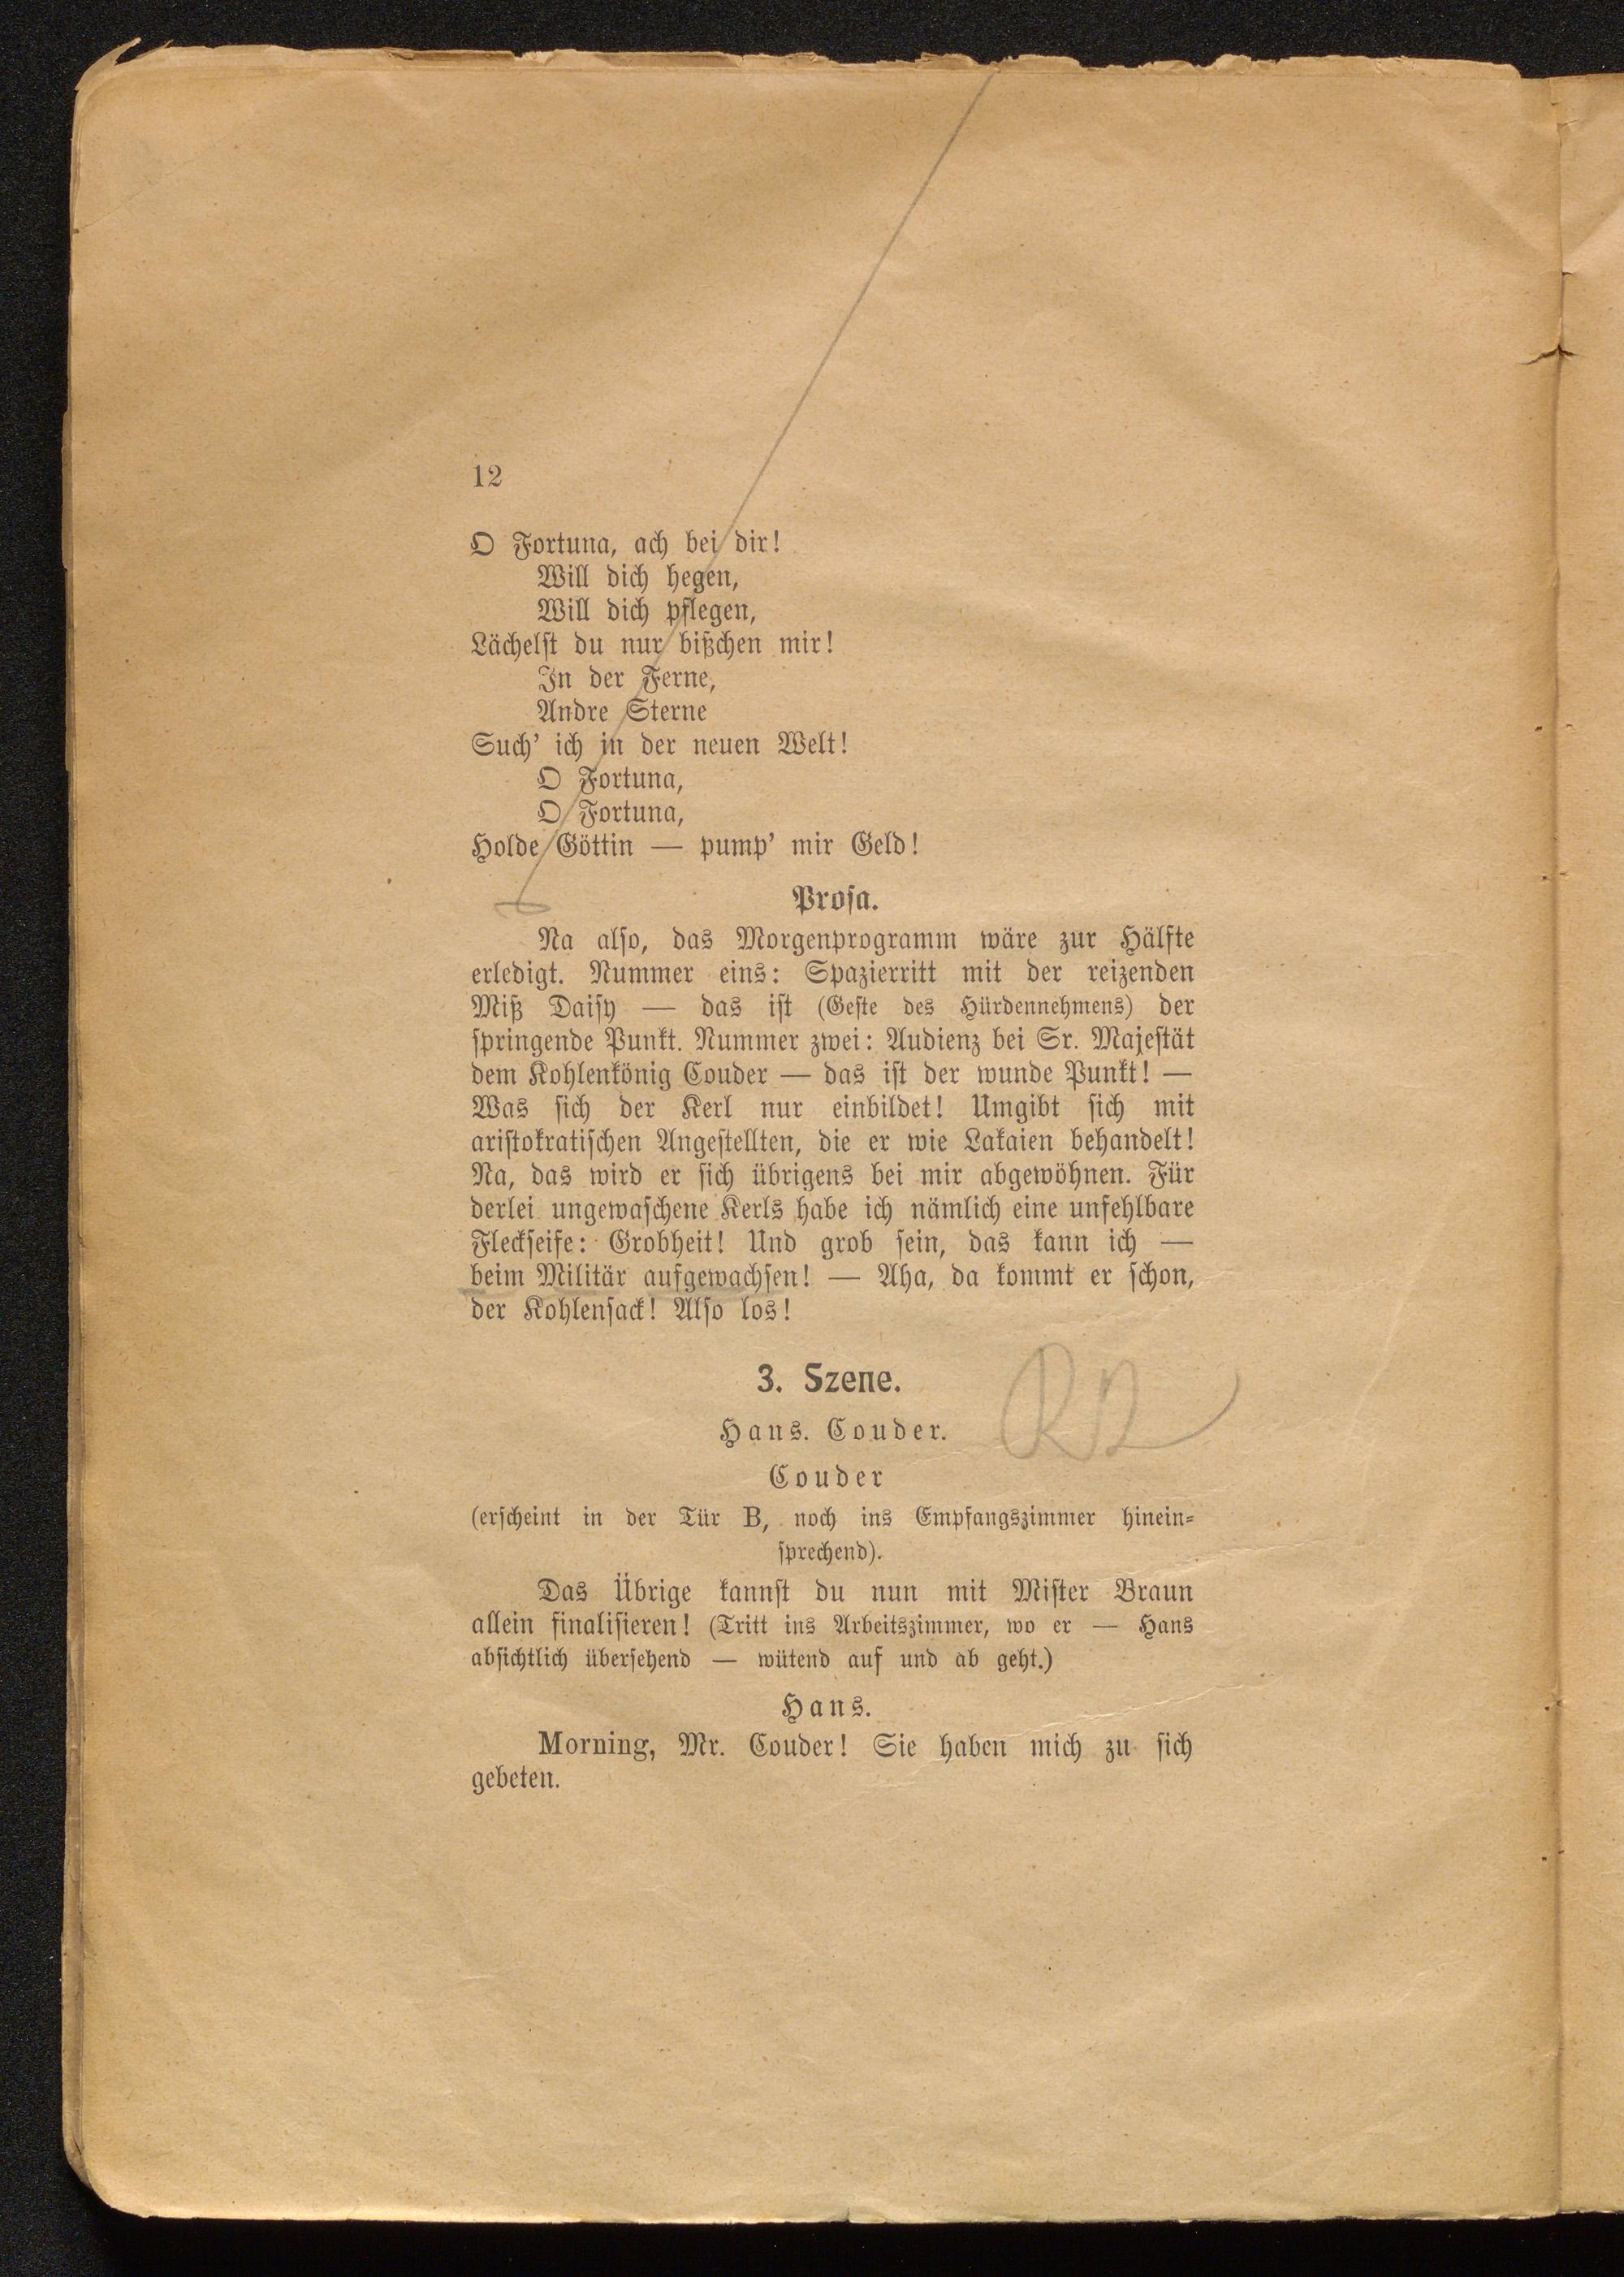 12
O Fortuna, ach bei dir!
Will dich hegen,
Will dich pflegen,
Lächelst du nur bißchen mir!
In der Ferne,
Andre Sterne
Such' ich in der neuen Welt!
O Fortuna,
O Fortuna,
Holde Göttin — pump' mir Geld!
Prosa.
Na also, das Morgenprogramm wäre zur Hälfte
erledigt. Nummer eins: Spazierritt mit der reizenden
Miß Daisy — das ist (Geste des Hürdennehmens) der
springende Punkt. Nummer zwei: Audienz bei Sr. Majestät
dem Kohlenkönig Couder — das ist der wunde Punkt! —
Was sich der Kerl nur einbildet! Umgibt sich mit
aristokratischen Angestellten, die er wie Lakaien behandelt!
Na, das wird er sich übrigens bei mir abgewöhnen. Für
derlei ungewaschene Kerls habe ich nämlich eine unfehlbare
Fleckseife: Grobheit! Und grob sein, das kann ich —
beim Militär aufgewachsen! — Aha, da kommt er schon,
der Kohlensack! Also los!
3. Szene.
Hans. Couder.
Couder
(erscheint in der Tür B, noch ins Empfangszimmer hinein-
sprechend).
Das Übrige kannst du nun mit Mister Braun
allein finalisieren! (Tritt ins Arbeitszimmer, wo er — Hans
absichtlich übersehend — wütend auf und ab geht.)
Hans.
Morning, Mr. Couder! Sie haben mich zu sich
gebeten.